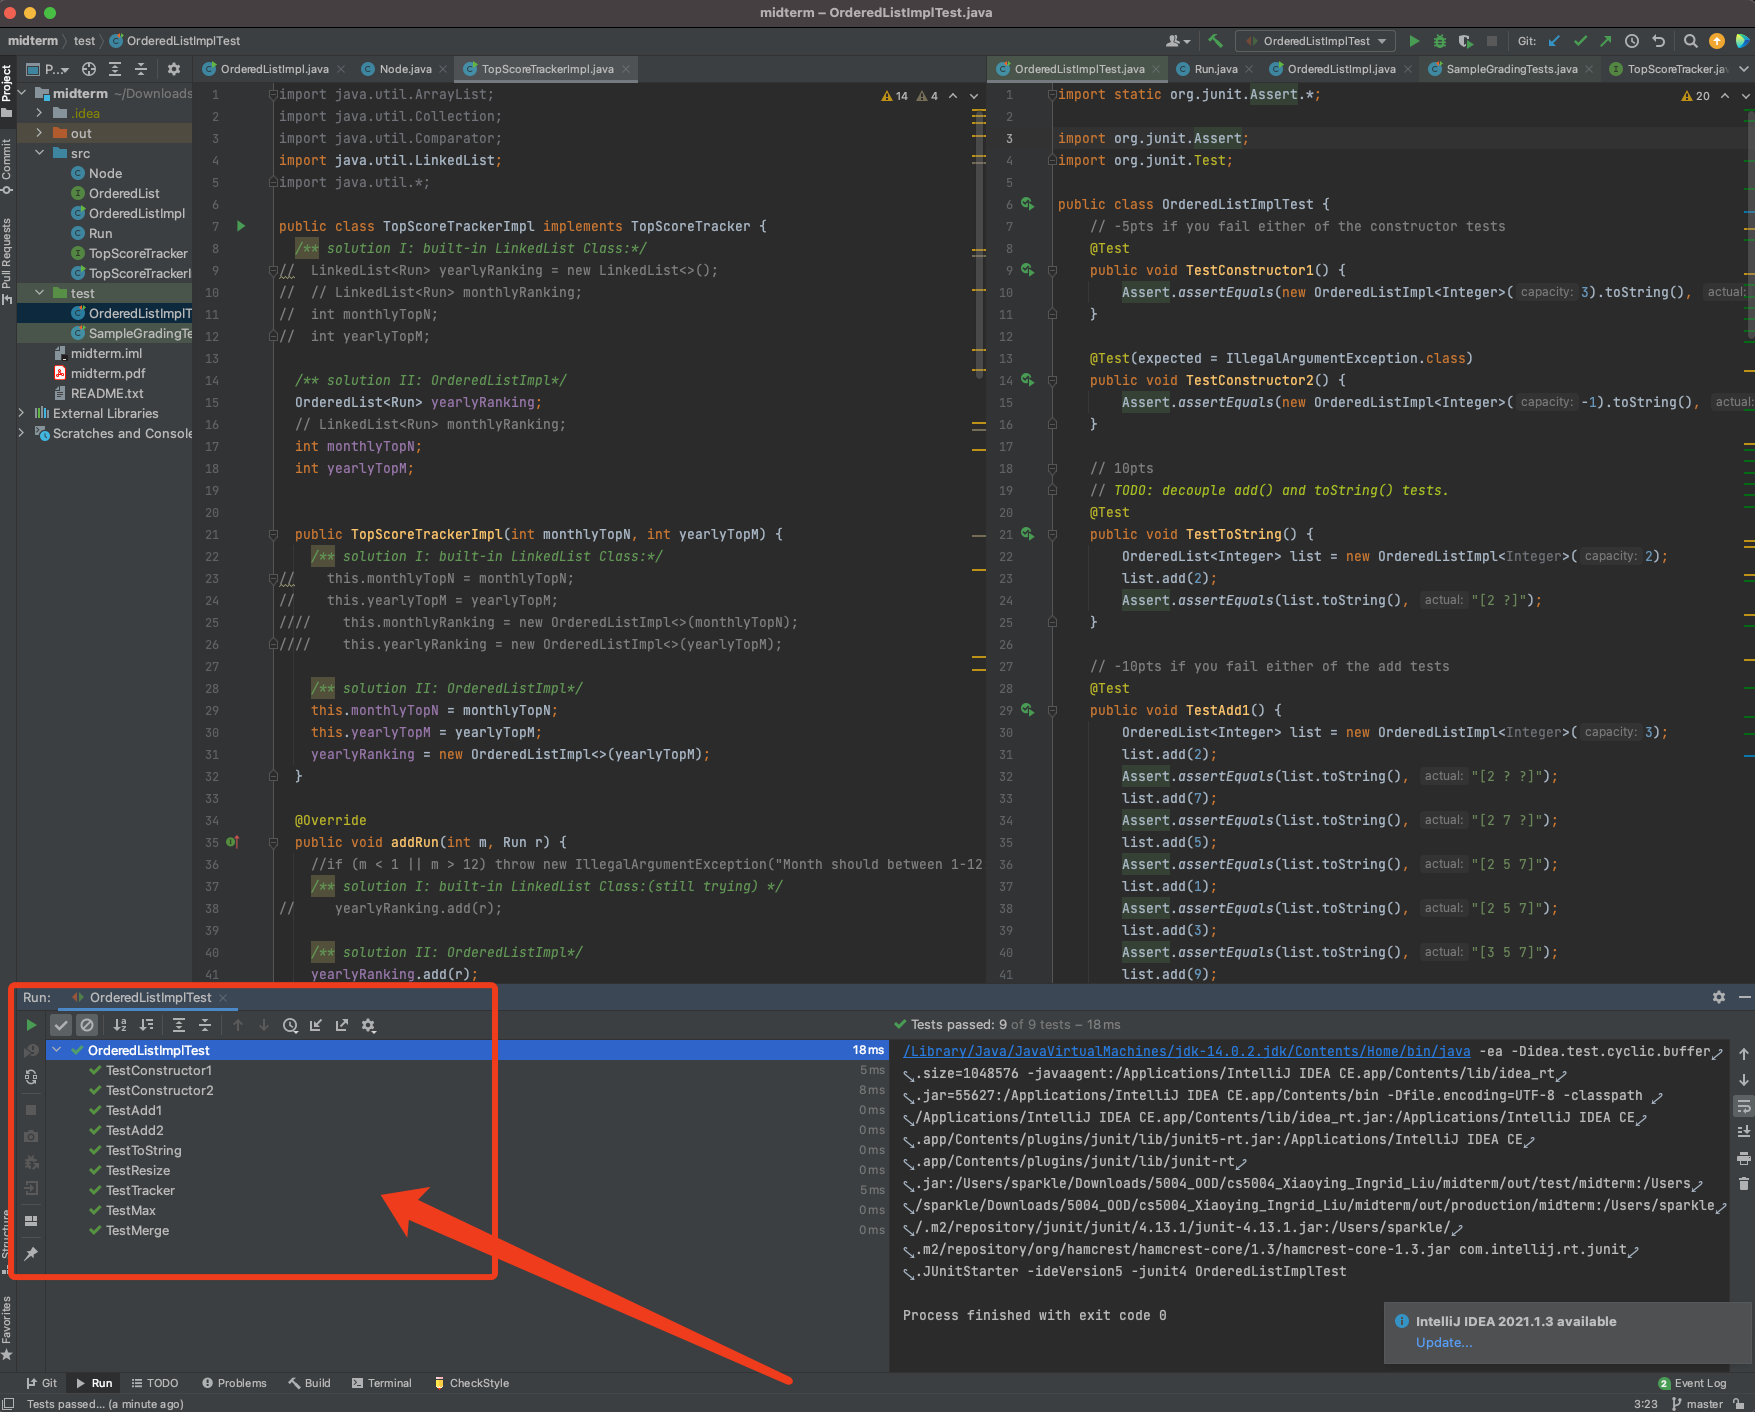 midterm – OrderedListImplTest.java
midterm test OrderedListImplTest
OrderedListImplTest
Git:
Project
Commit
Pull Requests
Structure
Favorites
P...
OrderedListImpl.java
Node.java
TopScoreTrackerImpl.java
OrderedListImplTest.java
Run.java
OrderedListImpl.java
SampleGradingTests.java
TopScoreTracker.ja
midterm ~/Downloads
.idea
out
src
Node
OrderedList
OrderedListImpl
Run
TopScoreTracker
TopScoreTrackerI
test
OrderedListImplT
SampleGradingTe
midterm.iml
midterm.pdf
README.txt
External Libraries
Scratches and Console
14 4
1 import java.util.ArrayList;
2 import java.util.Collection;
3 import java.util.Comparator;
4 import java.util.LinkedList;
5 import java.util.*;
6
7 public class TopScoreTrackerImpl implements TopScoreTracker {
8 /** solution I: built-in LinkedList Class:*/
9 // LinkedList<Run> yearlyRanking = new LinkedList<>();
10 // // LinkedList<Run> monthlyRanking;
11 // int monthlyTopN;
12 // int yearlyTopM;
13
14 /** solution II: OrderedListImpl*/
15 OrderedList<Run> yearlyRanking;
16 // LinkedList<Run> monthlyRanking;
17 int monthlyTopN;
18 int yearlyTopM;
19
20
21 public TopScoreTrackerImpl(int monthlyTopN, int yearlyTopM) {
22 /** solution I: built-in LinkedList Class:*/
23 // this.monthlyTopN = monthlyTopN;
24 // this.yearlyTopM = yearlyTopM;
25 //// this.monthlyRanking = new OrderedListImpl<>(monthlyTopN);
26 //// this.yearlyRanking = new OrderedListImpl<>(yearlyTopM);
27
28 /** solution II: OrderedListImpl*/
29 this.monthlyTopN = monthlyTopN;
30 this.yearlyTopM = yearlyTopM;
31 yearlyRanking = new OrderedListImpl<>(yearlyTopM);
32 }
33
34 @Override
35 public void addRun(int m, Run r) {
36 //if (m < 1 || m > 12) throw new IllegalArgumentException("Month should between 1-12
37 /** solution I: built-in LinkedList Class:(still trying) */
38 // yearlyRanking.add(r);
39
40 /** solution II: OrderedListImpl*/
41 yearlyRanking.add(r);
20
1 import static org.junit.Assert.*;
2
3 import org.junit.Assert;
4 import org.junit.Test;
5
6 public class OrderedListImplTest {
7 // -5pts if you fail either of the constructor tests
8 @Test
9 public void TestConstructor1() {
10 Assert.assertEquals(new OrderedListImpl<Integer>( capacity: 3).toString(), actual:
11 }
12
13 @Test(expected = IllegalArgumentException.class)
14 public void TestConstructor2() {
15 Assert.assertEquals(new OrderedListImpl<Integer>( capacity: -1).toString(), actual:
16 }
17
18 // 10pts
19 // TODO: decouple add() and toString() tests.
20 @Test
21 public void TestToString() {
22 OrderedList<Integer> list = new OrderedListImpl<Integer>( capacity: 2);
23 list.add(2);
24 Assert.assertEquals(list.toString(), actual: "[2 ?]");
25 }
26
27 // -10pts if you fail either of the add tests
28 @Test
29 public void TestAdd1() {
30 OrderedList<Integer> list = new OrderedListImpl<Integer>( capacity: 3);
31 list.add(2);
32 Assert.assertEquals(list.toString(), actual: "[2 ? ?]");
33 list.add(7);
34 Assert.assertEquals(list.toString(), actual: "[2 7 ?]");
35 list.add(5);
36 Assert.assertEquals(list.toString(), actual: "[2 5 7]");
37 list.add(1);
38 Assert.assertEquals(list.toString(), actual: "[2 5 7]");
39 list.add(3);
40 Assert.assertEquals(list.toString(), actual: "[3 5 7]");
41 list.add(9);
Run: OrderedListImplTest
Tests passed: 9 of 9 tests – 18 ms
OrderedListImplTest 18 ms
TestConstructor1 5 ms
TestConstructor2 8 ms
TestAdd1 0 ms
TestAdd2 0 ms
TestToString 0 ms
TestResize 0 ms
TestTracker 5 ms
TestMax 0 ms
TestMerge 0 ms
/Library/Java/JavaVirtualMachines/jdk-14.0.2.jdk/Contents/Home/bin/java -ea -Didea.test.cyclic.buffer
.size=1048576 -javaagent:/Applications/IntelliJ IDEA CE.app/Contents/lib/idea_rt
.jar=55627:/Applications/IntelliJ IDEA CE.app/Contents/bin -Dfile.encoding=UTF-8 -classpath
/Applications/IntelliJ IDEA CE.app/Contents/lib/idea_rt.jar:/Applications/IntelliJ IDEA CE
.app/Contents/plugins/junit/lib/junit5-rt.jar:/Applications/IntelliJ IDEA CE
.app/Contents/plugins/junit/lib/junit-rt
.jar:/Users/sparkle/Downloads/5004_OOD/cs5004_Xiaoying_Ingrid_Liu/midterm/out/test/midterm:/Users
/sparkle/Downloads/5004_OOD/cs5004_Xiaoying_Ingrid_Liu/midterm/out/production/midterm:/Users/sparkle
/.m2/repository/junit/junit/4.13.1/junit-4.13.1.jar:/Users/sparkle/
.m2/repository/org/hamcrest/hamcrest-core/1.3/hamcrest-core-1.3.jar com.intellij.rt.junit
.JUnitStarter -ideVersion5 -junit4 OrderedListImplTest
Process finished with exit code 0
IntelliJ IDEA 2021.1.3 available
Update...
Git Run TODO Problems Build Terminal CheckStyle
2 Event Log
Tests passed... (a minute ago)
3:23 master